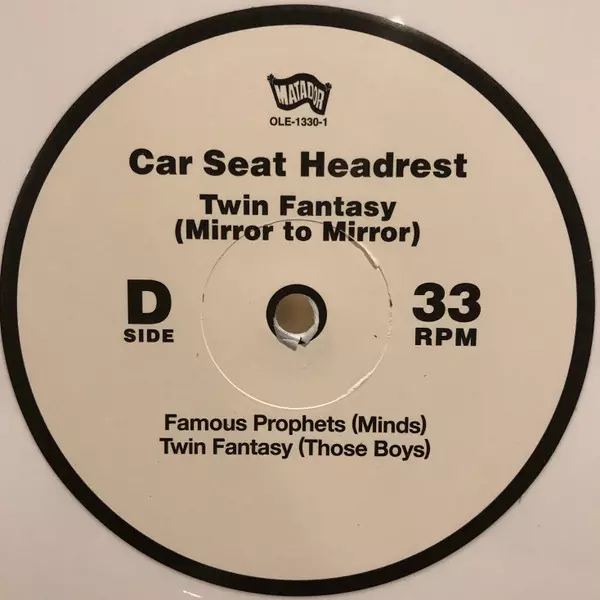 MATADOR
OLE-1330-1
Car Seat Headrest
Twin Fantasy
(Mirror to Mirror)
D
SIDE
33
RPM
Famous Prophets (Minds)
Twin Fantasy (Those Boys)